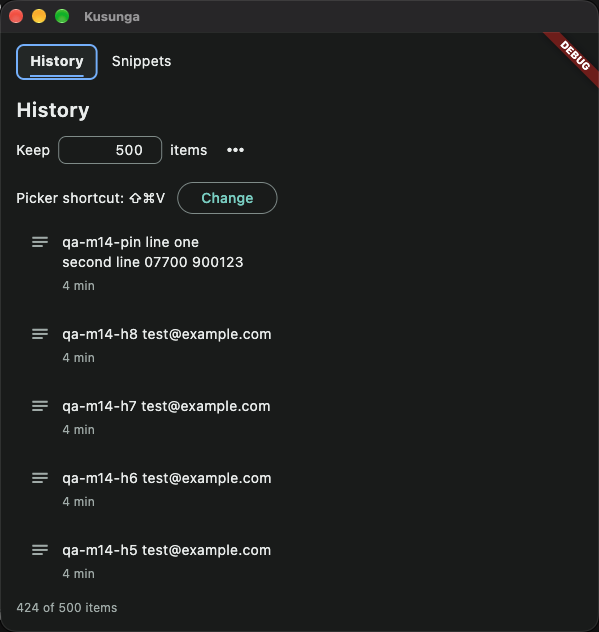 Kusunga
DEBUG
History
Snippets
History
Keep 500 items •••
Picker shortcut: ⇧⌘V Change
qa-m14-pin line one
second line 07700 900123
4 min
qa-m14-h8 test@example.com
4 min
qa-m14-h7 test@example.com
4 min
qa-m14-h6 test@example.com
4 min
qa-m14-h5 test@example.com
4 min
424 of 500 items